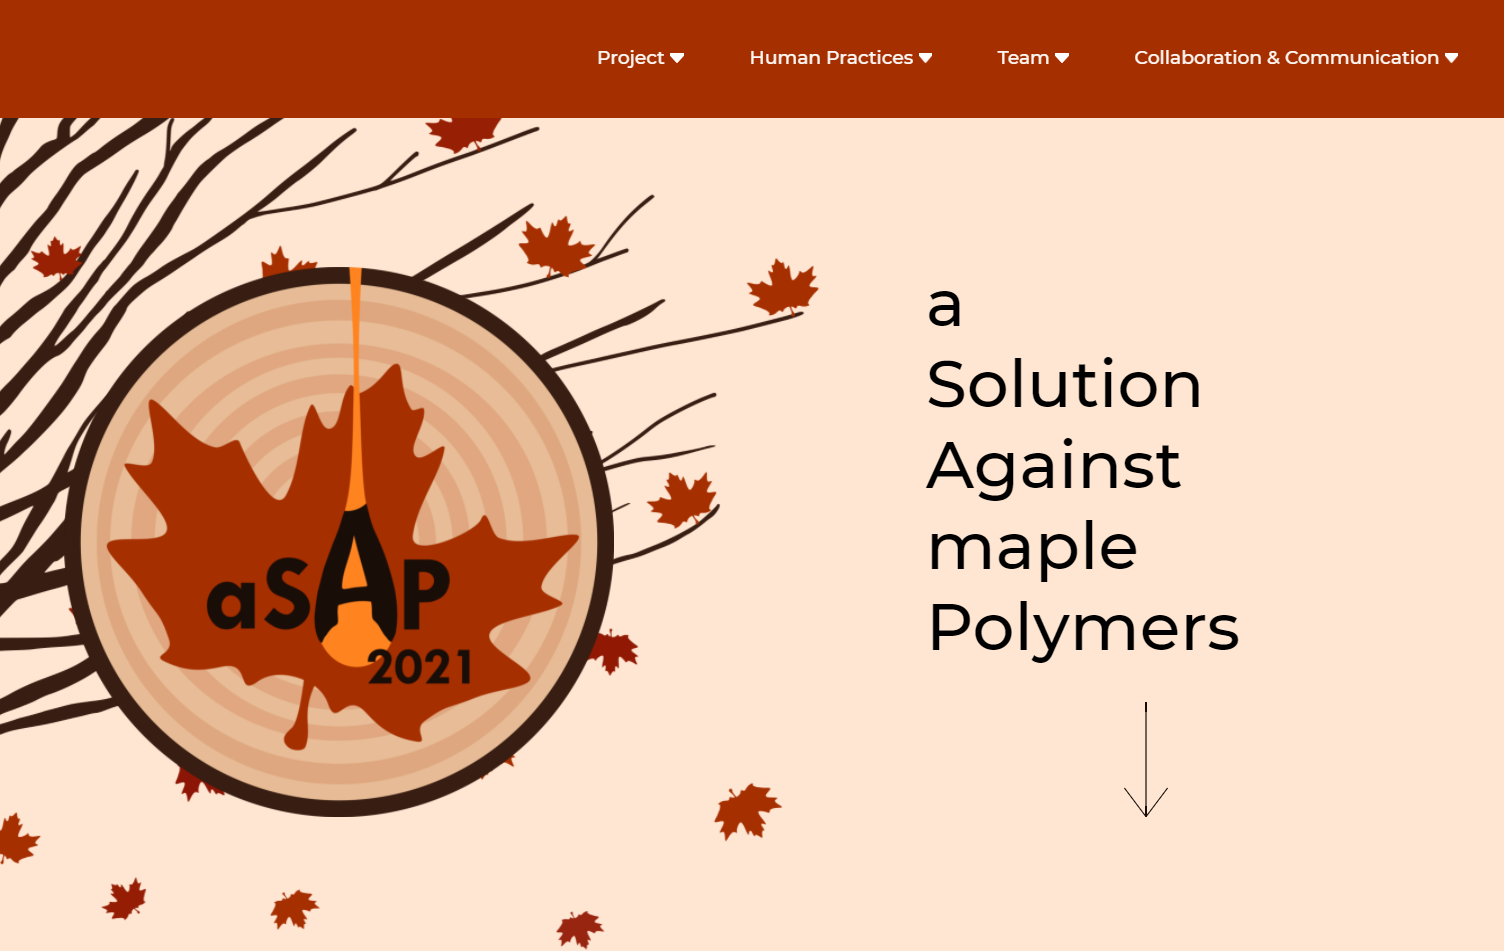 Project
Human Practices
Team
Collaboration & Communication
aSAP
2021
a
Solution
Against
maple
Polymers